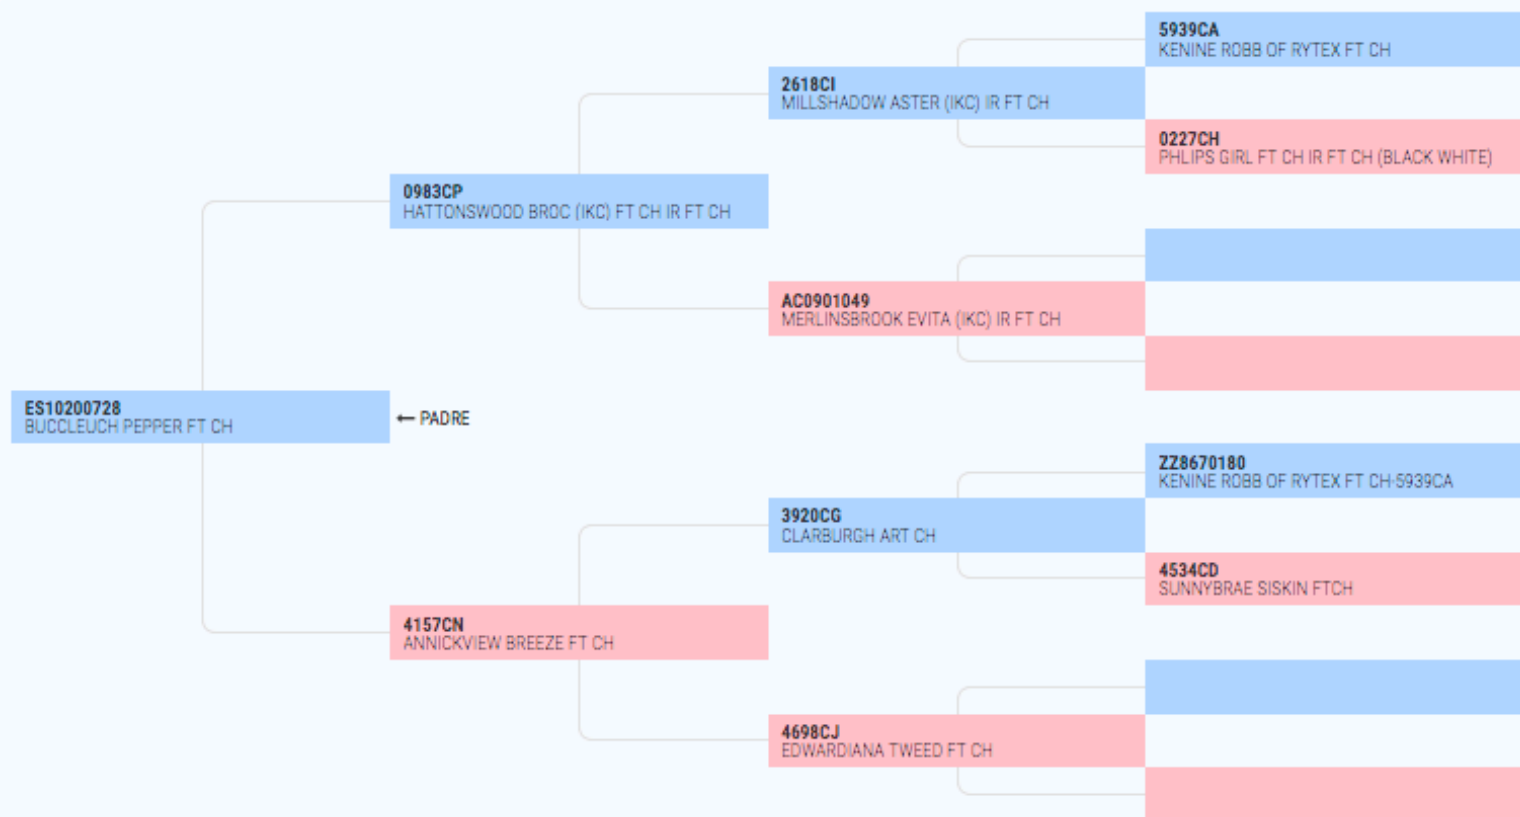 5939CA
KENINE ROBB OF RYTEX FT CH
2618CI
MILLSHADOW ASTER (IKC) IR FT CH
0227CH
PHLIPS GIRL FT CH IR FT CH (BLACK WHITE)
0983CP
HATTONSWOOD BROC (IKC) FT CH IR FT CH
AC0901049
MERLINSBROOK EVITA (IKC) IR FT CH
ES10200728
BUCCLEUCH PEPPER FT CH
← PADRE
ZZ8670180
KENINE ROBB OF RYTEX FT CH-5939CA
3920CG
CLARBURGH ART CH
4534CD
SUNNYBRAE SISKIN FTCH
4157CN
ANNICKVIEW BREEZE FT CH
4698CJ
EDWARDIANA TWEED FT CH